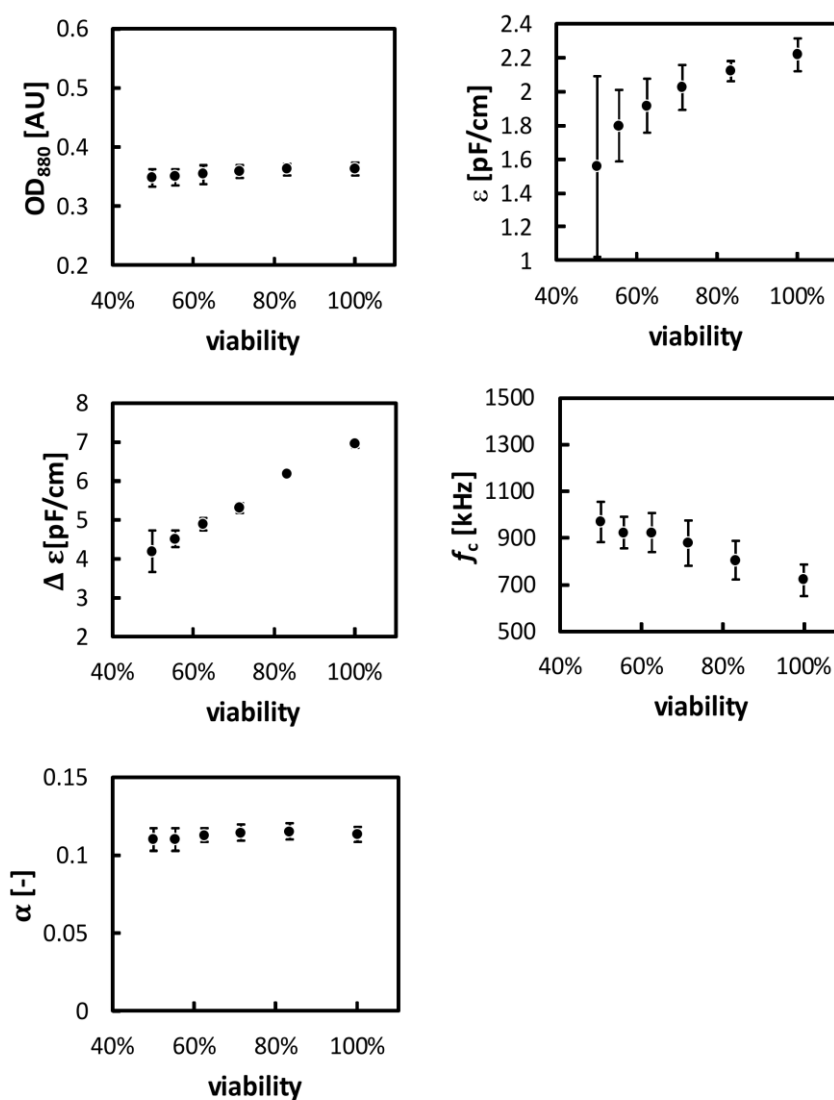 OD880 [AU]
0.6
0.5
0.4
0.3
0.2
40% 60% 80% 100%
viability
ε [pF/cm]
2.4
2.2
2
1.8
1.6
1.4
1.2
1
40% 60% 80% 100%
viability
Δ ε[pF/cm]
8
7
6
5
4
3
2
40% 60% 80% 100%
viability
fc [kHz]
1500
1300
1100
900
700
500
40% 60% 80% 100%
viability
α [-]
0.15
0.1
0.05
0
40% 60% 80% 100%
viability